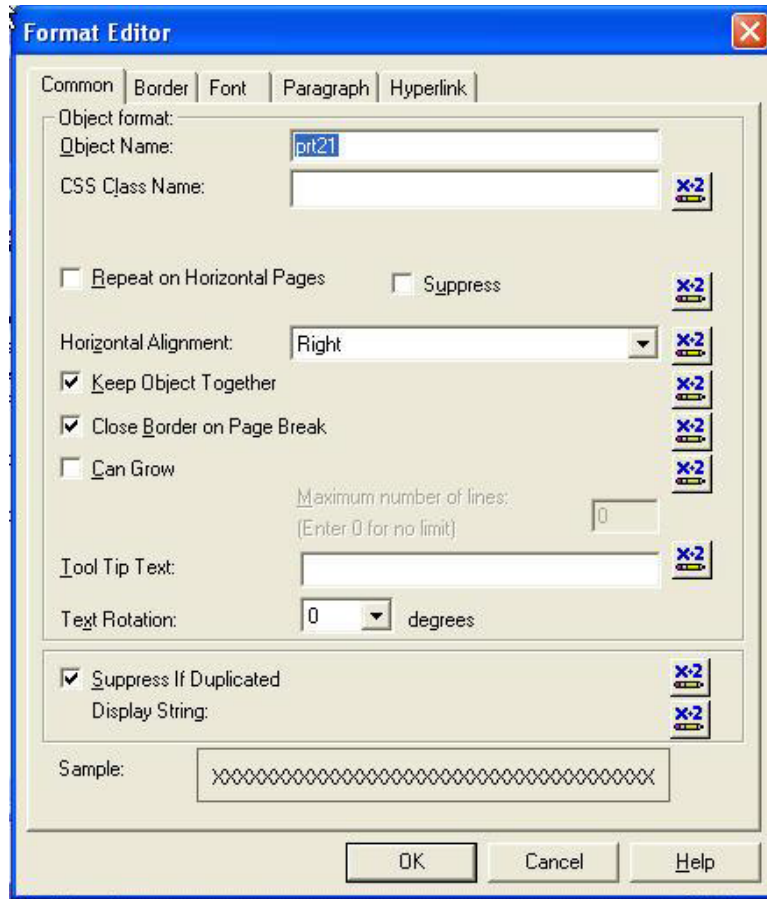 Format Editor
Common Border Font Paragraph Hyperlink
Object format:
Object Name: prt21
CSS Class Name: X+2
Repeat on Horizontal Pages Suppress X+2
Horizontal Alignment: Right X+2
Keep Object Together X+2
Close Border on Page Break X+2
Can Grow X+2
Maximum number of lines: 0
(Enter 0 for no limit)
Tool Tip Text: X+2
Text Rotation: 0 degrees
Suppress If Duplicated X+2
Display String: X+2
Sample:
OK Cancel Help